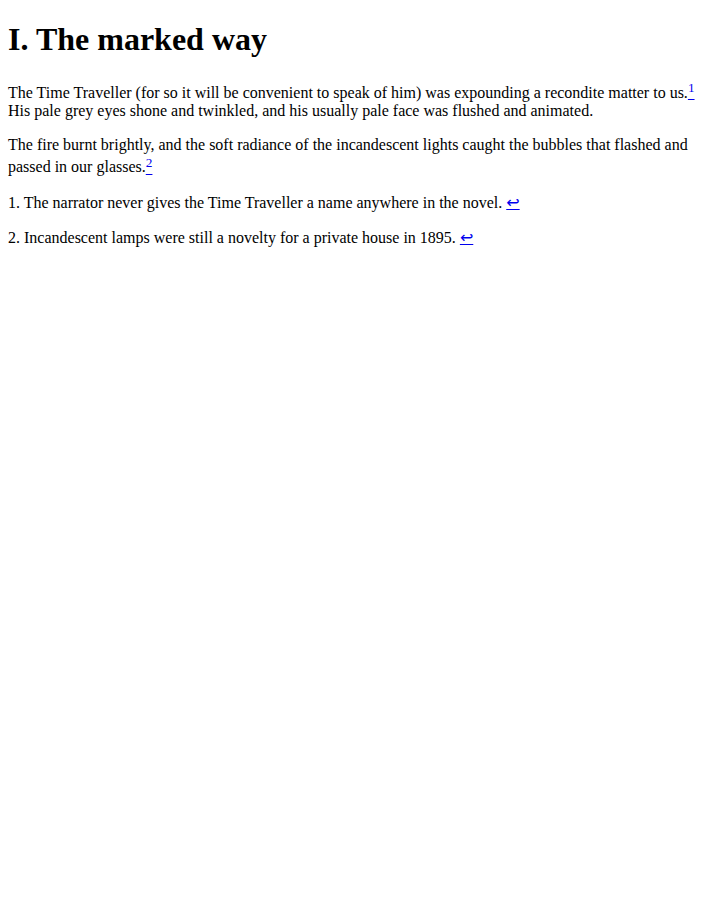 I. The marked way
The Time Traveller (for so it will be convenient to speak of him) was expounding a recondite matter to us.1
His pale grey eyes shone and twinkled, and his usually pale face was flushed and animated.
The fire burnt brightly, and the soft radiance of the incandescent lights caught the bubbles that flashed and
passed in our glasses.2
1. The narrator never gives the Time Traveller a name anywhere in the novel. ↩
2. Incandescent lamps were still a novelty for a private house in 1895. ↩